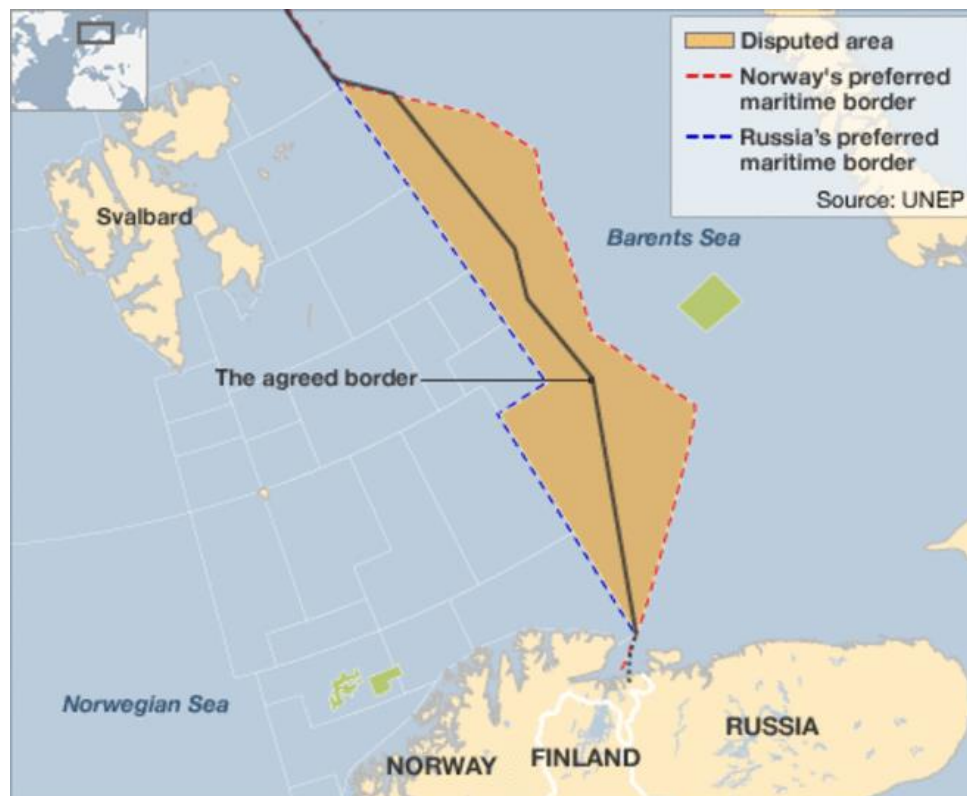 Disputed area
Norway's preferred
maritime border
Russia's preferred
maritime border
Source: UNEP
Svalbard
Barents Sea
The agreed border
Norwegian Sea
NORWAY
FINLAND
RUSSIA